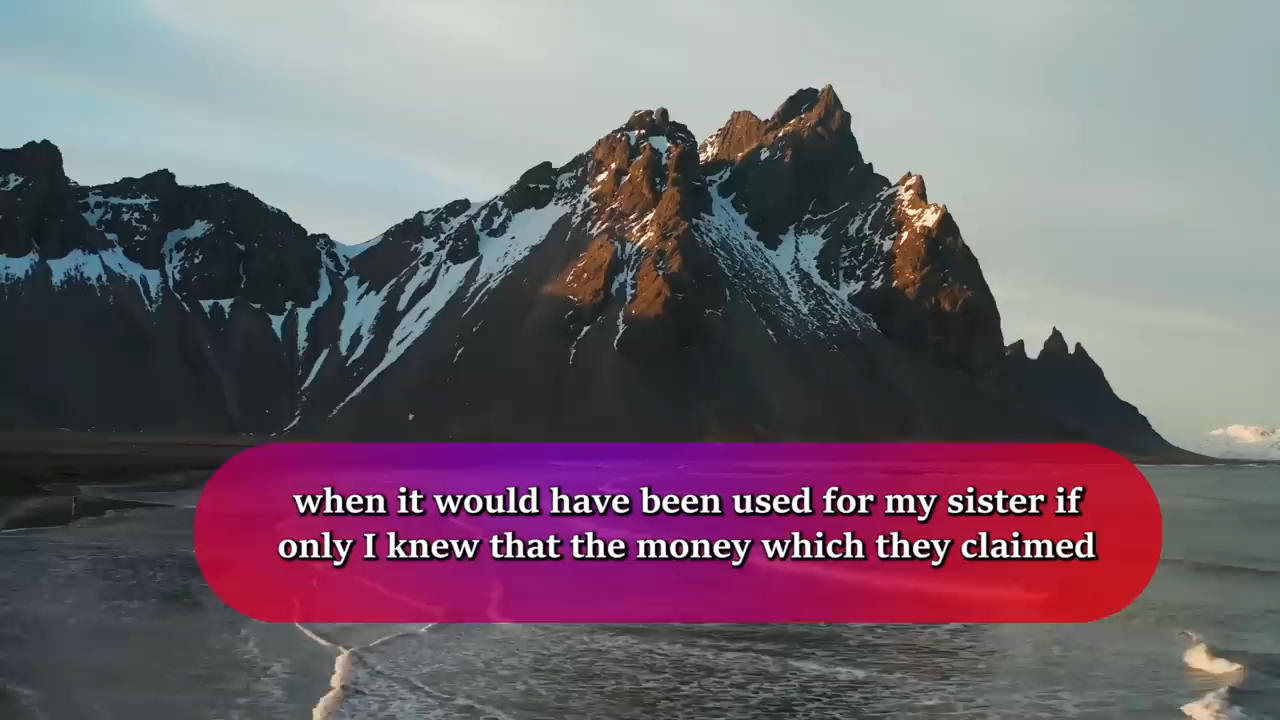 when it would have been used for my sister if
only I knew that the money which they claimed